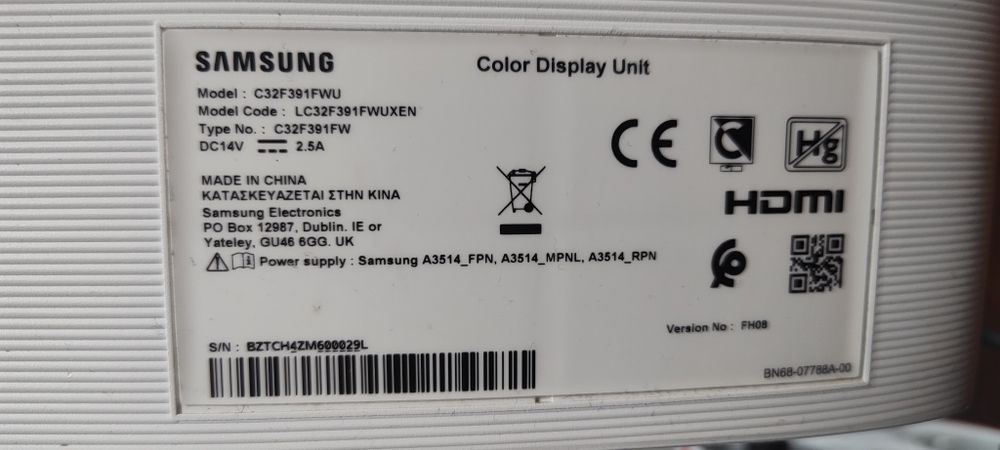 SAMSUNG
Color Display Unit
Model : C32F391FWU
Model Code : LC32F391FWUXEN
Type No. : C32F391FW
DC14V 2.5A
CE
Hg
HDMI
MADE IN CHINA
ΚΑΤΑΣΚΕΥΑΖΕΤΑΙ ΣΤΗΝ ΚΙΝΑ
Samsung Electronics
PO Box 12987, Dublin. IE or
Yateley, GU46 6GG. UK
Power supply : Samsung A3514_FPN, A3514_MPNL, A3514_RPN
Version No : FH08
S/N : BZTCH4ZM600029L
BN68-07788A-00